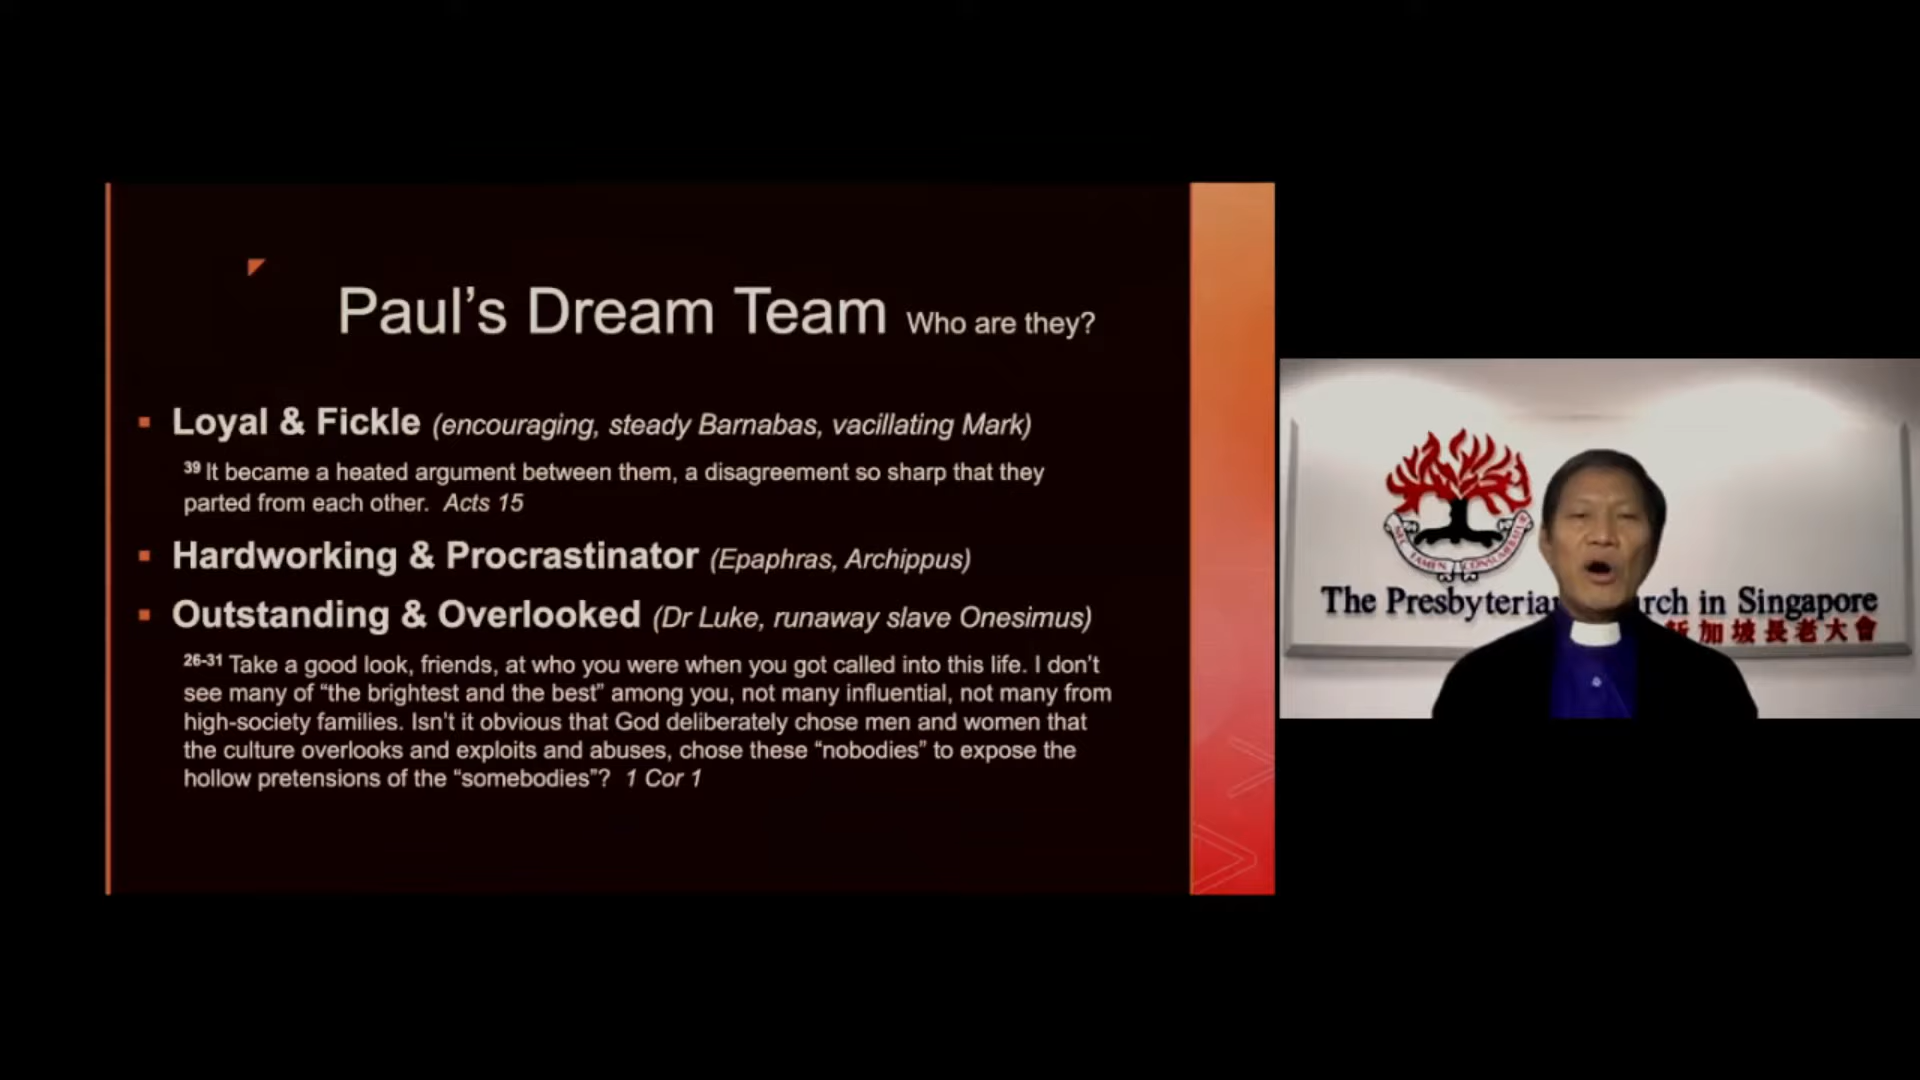 Paul’s Dream Team Who are they?
▪ Loyal & Fickle (encouraging, steady Barnabas, vacillating Mark)
39 It became a heated argument between them, a disagreement so sharp that they
parted from each other. Acts 15
▪ Hardworking & Procrastinator (Epaphras, Archippus)
▪ Outstanding & Overlooked (Dr Luke, runaway slave Onesimus)
26-31 Take a good look, friends, at who you were when you got called into this life. I don’t
see many of “the brightest and the best” among you, not many influential, not many from
high-society families. Isn’t it obvious that God deliberately chose men and women that
the culture overlooks and exploits and abuses, chose these “nobodies” to expose the
hollow pretensions of the “somebodies”? 1 Cor 1
NEC TAMEN CONSUMEBATUR
The Presbyteria rch in Singapore
新加坡長老大會